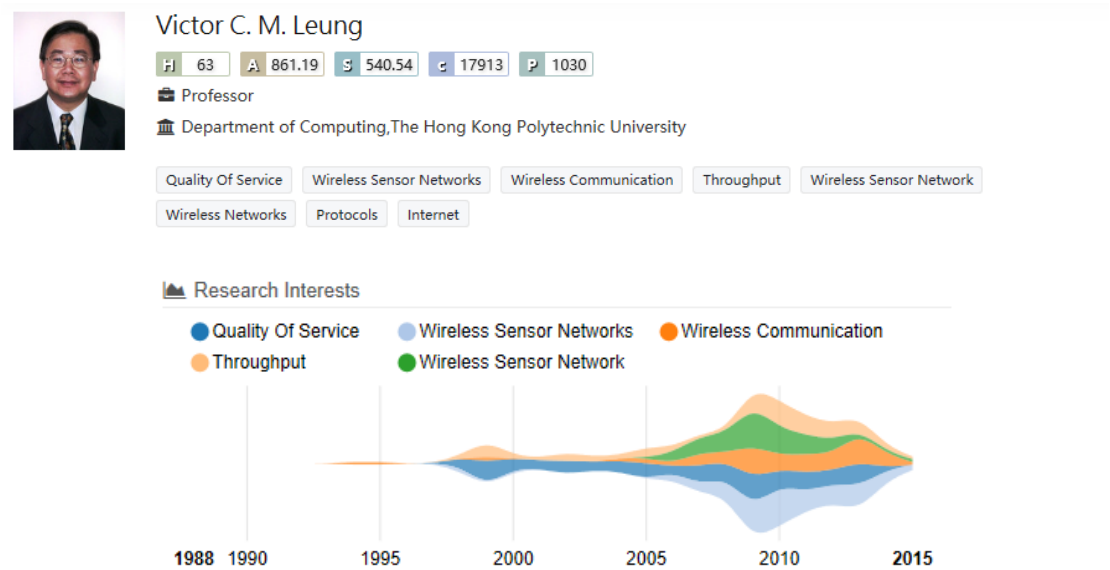 Victor C. M. Leung
H 63 A 861.19 S 540.54 c 17913 P 1030
Professor
Department of Computing,The Hong Kong Polytechnic University
Quality Of Service Wireless Sensor Networks Wireless Communication Throughput Wireless Sensor Network
Wireless Networks Protocols Internet
Research Interests
Quality Of Service Wireless Sensor Networks Wireless Communication
Throughput Wireless Sensor Network
1988 1990 1995 2000 2005 2010 2015